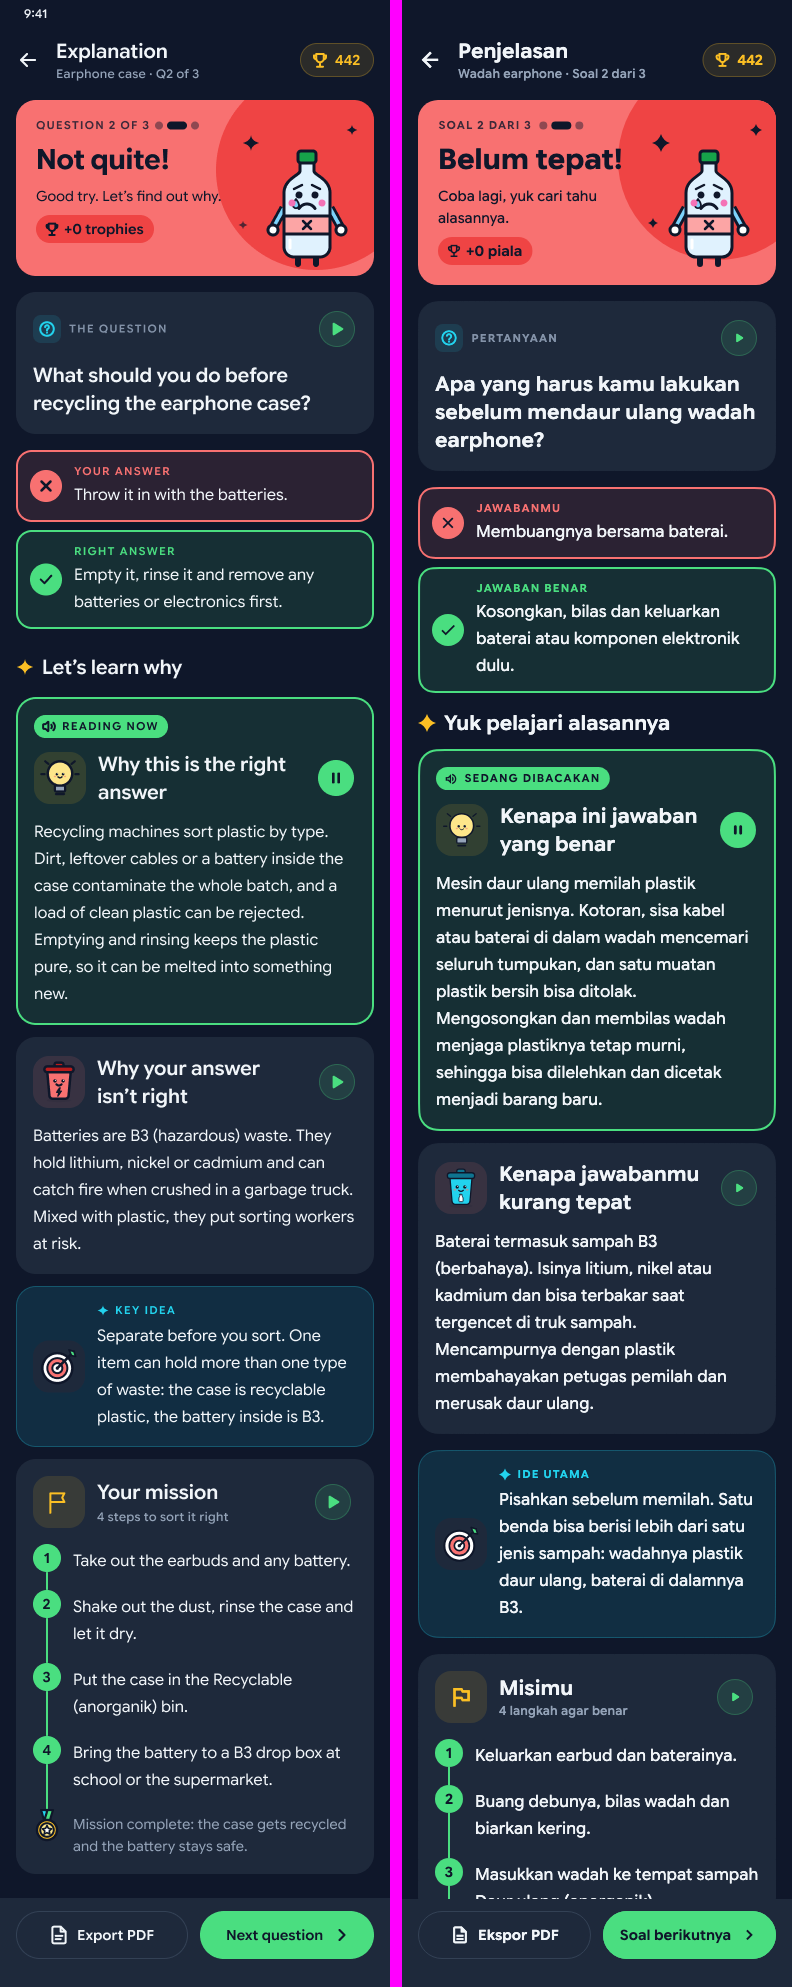 9:41
Explanation
Earphone case · Q2 of 3
442
QUESTION 2 OF 3
Not quite!
Good try. Let's find out why.
+0 trophies
THE QUESTION
What should you do before
recycling the earphone case?
YOUR ANSWER
Throw it in with the batteries.
RIGHT ANSWER
Empty it, rinse it and remove any
batteries or electronics first.
Let's learn why
READING NOW
Why this is the right
answer
Recycling machines sort plastic by type.
Dirt, leftover cables or a battery inside the
case contaminate the whole batch, and a
load of clean plastic can be rejected.
Emptying and rinsing keeps the plastic
pure, so it can be melted into something
new.
Why your answer
isn't right
Batteries are B3 (hazardous) waste. They
hold lithium, nickel or cadmium and can
catch fire when crushed in a garbage truck.
Mixed with plastic, they put sorting workers
at risk.
KEY IDEA
Separate before you sort. One
item can hold more than one type
of waste: the case is recyclable
plastic, the battery inside is B3.
Your mission
4 steps to sort it right
1 Take out the earbuds and any battery.
2 Shake out the dust, rinse the case and
let it dry.
3 Put the case in the Recyclable
(anorganik) bin.
4 Bring the battery to a B3 drop box at
school or the supermarket.
Mission complete: the case gets recycled
and the battery stays safe.
Export PDF
Next question
Penjelasan
Wadah earphone · Soal 2 dari 3
442
SOAL 2 DARI 3
Belum tepat!
Coba lagi, yuk cari tahu
alasannya.
+0 piala
PERTANYAAN
Apa yang harus kamu lakukan
sebelum mendaur ulang wadah
earphone?
JAWABANMU
Membuangnya bersama baterai.
JAWABAN BENAR
Kosongkan, bilas dan keluarkan
baterai atau komponen elektronik
dulu.
Yuk pelajari alasannya
SEDANG DIBACAKAN
Kenapa ini jawaban
yang benar
Mesin daur ulang memilah plastik
menurut jenisnya. Kotoran, sisa kabel
atau baterai di dalam wadah mencemari
seluruh tumpukan, dan satu muatan
plastik bersih bisa ditolak.
Mengosongkan dan membilas wadah
menjaga plastiknya tetap murni,
sehingga bisa dilelehkan dan dicetak
menjadi barang baru.
Kenapa jawabanmu
kurang tepat
Baterai termasuk sampah B3
(berbahaya). Isinya litium, nikel atau
kadmium dan bisa terbakar saat
tergencet di truk sampah.
Mencampurnya dengan plastik
membahayakan petugas pemilah dan
merusak daur ulang.
IDE UTAMA
Pisahkan sebelum memilah. Satu
benda bisa berisi lebih dari satu
jenis sampah: wadahnya plastik
daur ulang, baterai di dalamnya
B3.
Misimu
4 langkah agar benar
1 Keluarkan earbud dan baterainya.
2 Buang debunya, bilas wadah dan
biarkan kering.
3 Masukkan wadah ke tempat sampah
Ekspor PDF
Soal berikutnya